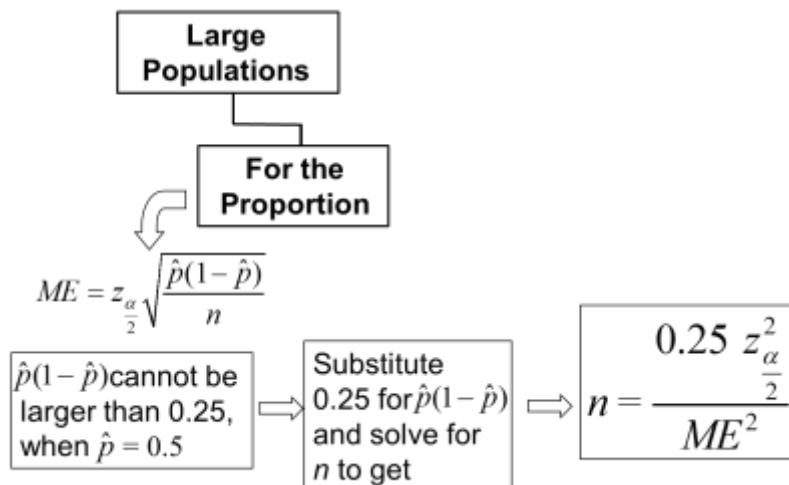 Large
Populations
For the
Proportion
ME = z_{α/2} √(p̂(1− p̂)/n)
p̂(1− p̂) cannot be
larger than 0.25,
when p̂ = 0.5
Substitute
0.25 for p̂(1− p̂)
and solve for
n to get
n = 0.25 z²_{α/2} / ME²